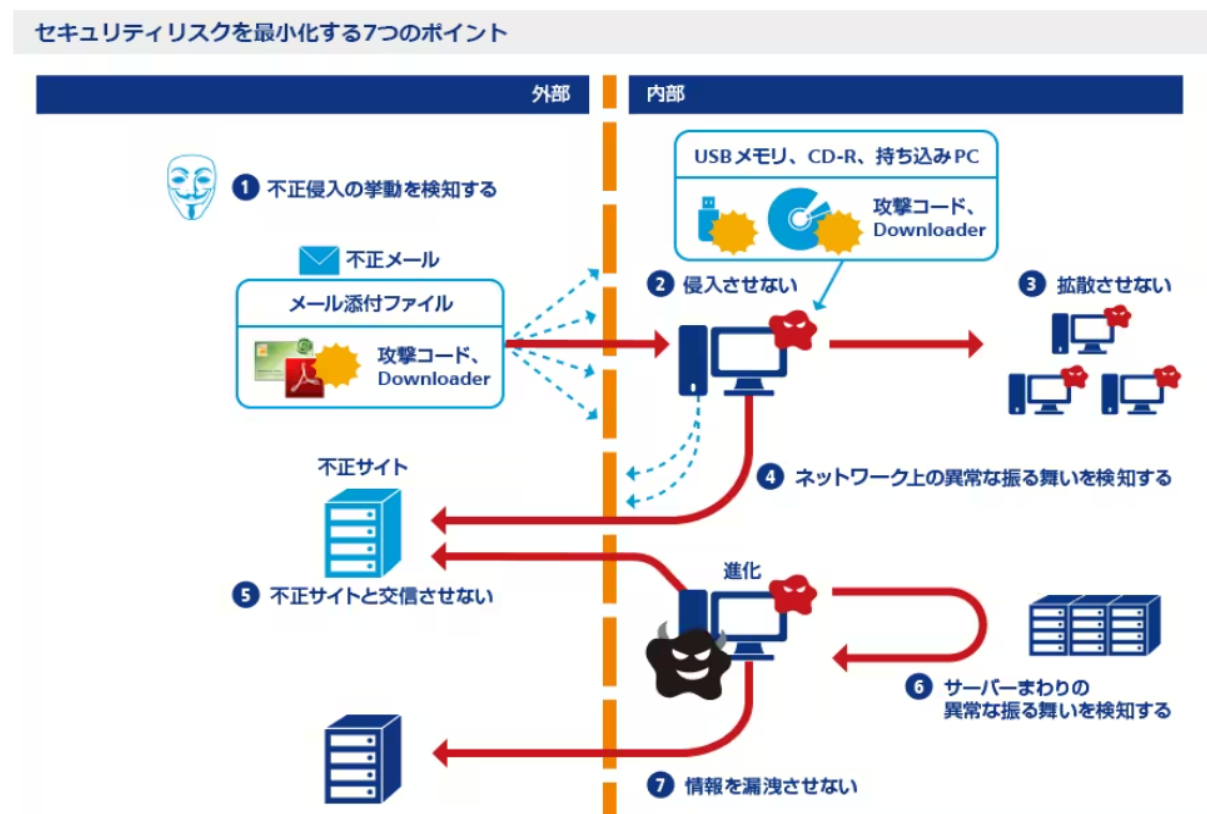 セキュリティリスクを最小化する7つのポイント
外部
内部
1 不正侵入の挙動を検知する
USBメモリ、CD-R、持ち込みPC
攻撃コード、
Downloader
不正メール
メール添付ファイル
攻撃コード、
Downloader
2 侵入させない
3 拡散させない
不正サイト
4 ネットワーク上の異常な振る舞いを検知する
5 不正サイトと交信させない
進化
6 サーバーまわりの
異常な振る舞いを検知する
7 情報を漏洩させない